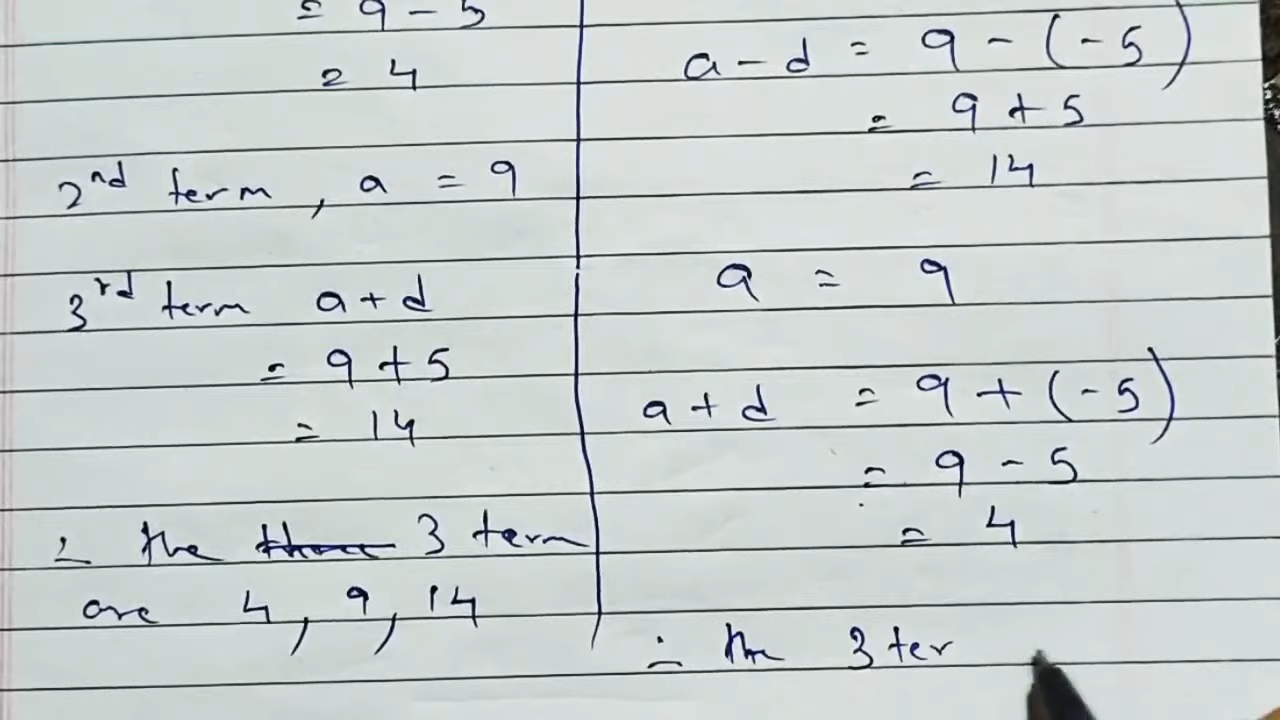 = 9 - 5
= 4
2nd term, a = 9
3rd term a + d
= 9 + 5
= 14
∴ the 3 term
are 4, 9, 14
a - d = 9 - (-5)
= 9 + 5
= 14
a = 9
a + d = 9 + (-5)
= 9 - 5
= 4
∴ the 3 ter